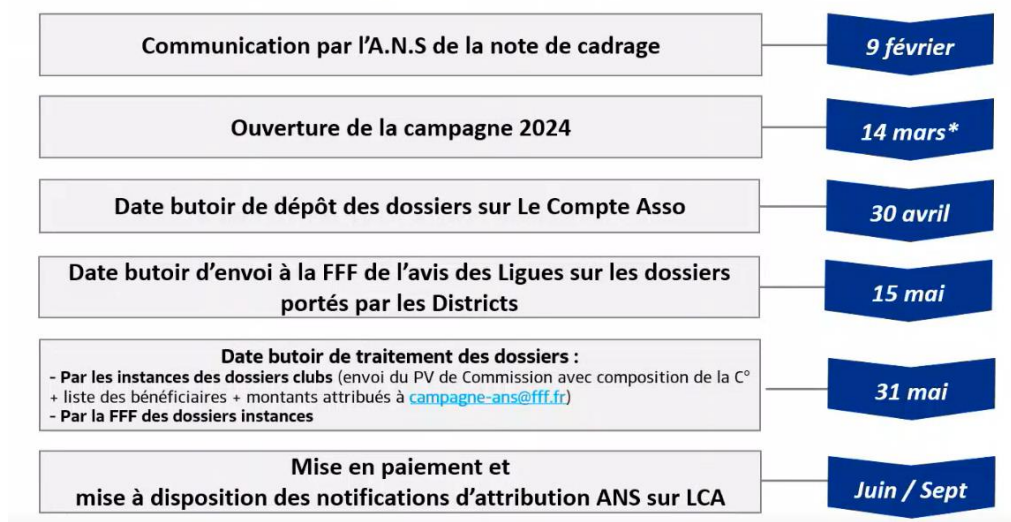 Communication par l'A.N.S de la note de cadrage
9 février
Ouverture de la campagne 2024
14 mars*
Date butoir de dépôt des dossiers sur Le Compte Asso
30 avril
Date butoir d'envoi à la FFF de l'avis des Ligues sur les dossiers
portés par les Districts
15 mai
Date butoir de traitement des dossiers :
- Par les instances des dossiers clubs (envoi du PV de Commission avec composition de la C°
+ liste des bénéficiaires + montants attribués à campagne-ans@fff.fr)
- Par la FFF des dossiers instances
31 mai
Mise en paiement et
mise à disposition des notifications d'attribution ANS sur LCA
Juin / Sept